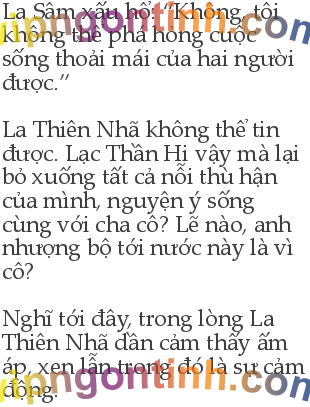 La Sâm xấu hổ: “Không, tôi
không thể phá hỏng cuộc
sống thoải mái của hai người
được.”
La Thiên Nhã không thể tin
được. Lạc Thần Hi vậy mà lại
bỏ xuống tất cả nỗi thù hận
của mình, nguyện ý sống
cùng với cha cô? Lẽ nào, anh
nhượng bộ tới nước này là vì
cô?
Nghĩ tới đây, trong lòng La
Thiên Nhã dần cảm thấy ấm
áp, xen lẫn trong đó là sự cảm
động.